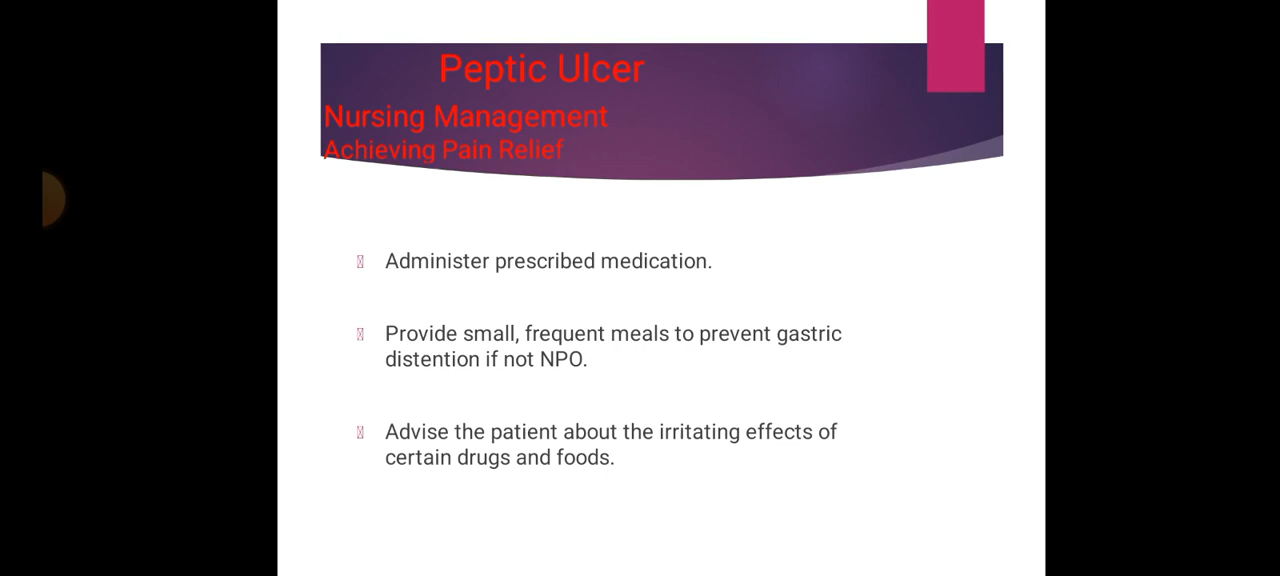 Peptic Ulcer
Nursing Management
Achieving Pain Relief
Administer prescribed medication.
Provide small, frequent meals to prevent gastric
distention if not NPO.
Advise the patient about the irritating effects of
certain drugs and foods.